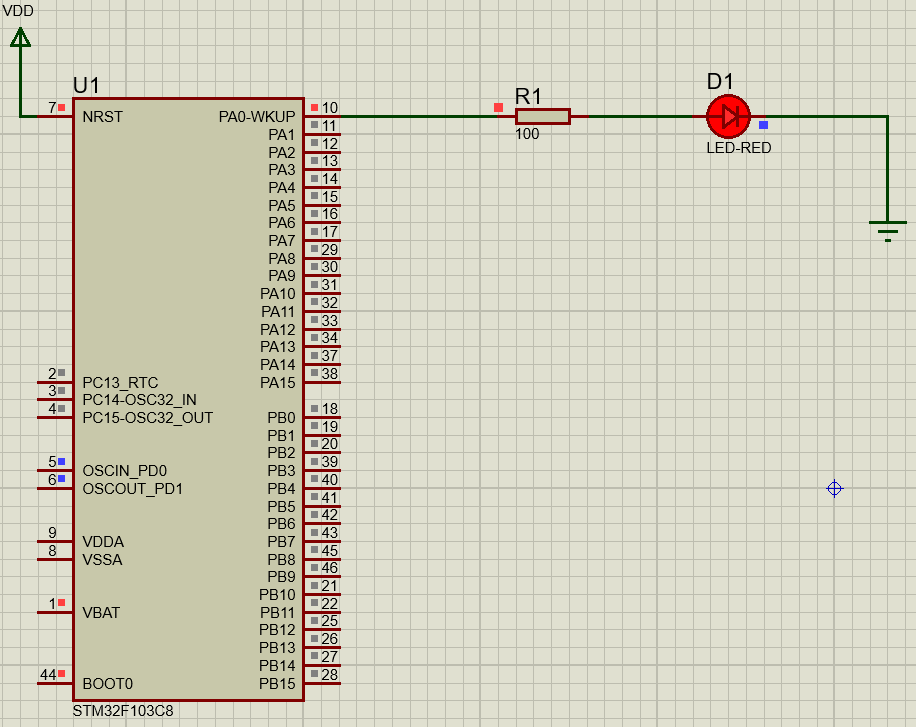 VDD
U1
7 NRST PA0-WKUP 10
PA1 11
PA2 12
PA3 13
PA4 14
PA5 15
PA6 16
PA7 17
PA8 29
PA9 30
PA10 31
PA11 32
PA12 33
PA13 34
PA14 37
2 PC13_RTC PA15 38
3 PC14-OSC32_IN
4 PC15-OSC32_OUT PB0 18
PB1 19
PB2 20
5 OSCIN_PD0 PB3 39
6 OSCOUT_PD1 PB4 40
PB5 41
PB6 42
9 VDDA PB7 43
8 VSSA PB8 45
PB9 46
PB10 21
1 VBAT PB11 22
PB12 25
PB13 26
PB14 27
44 BOOT0 PB15 28
STM32F103C8
R1
100
D1
LED-RED